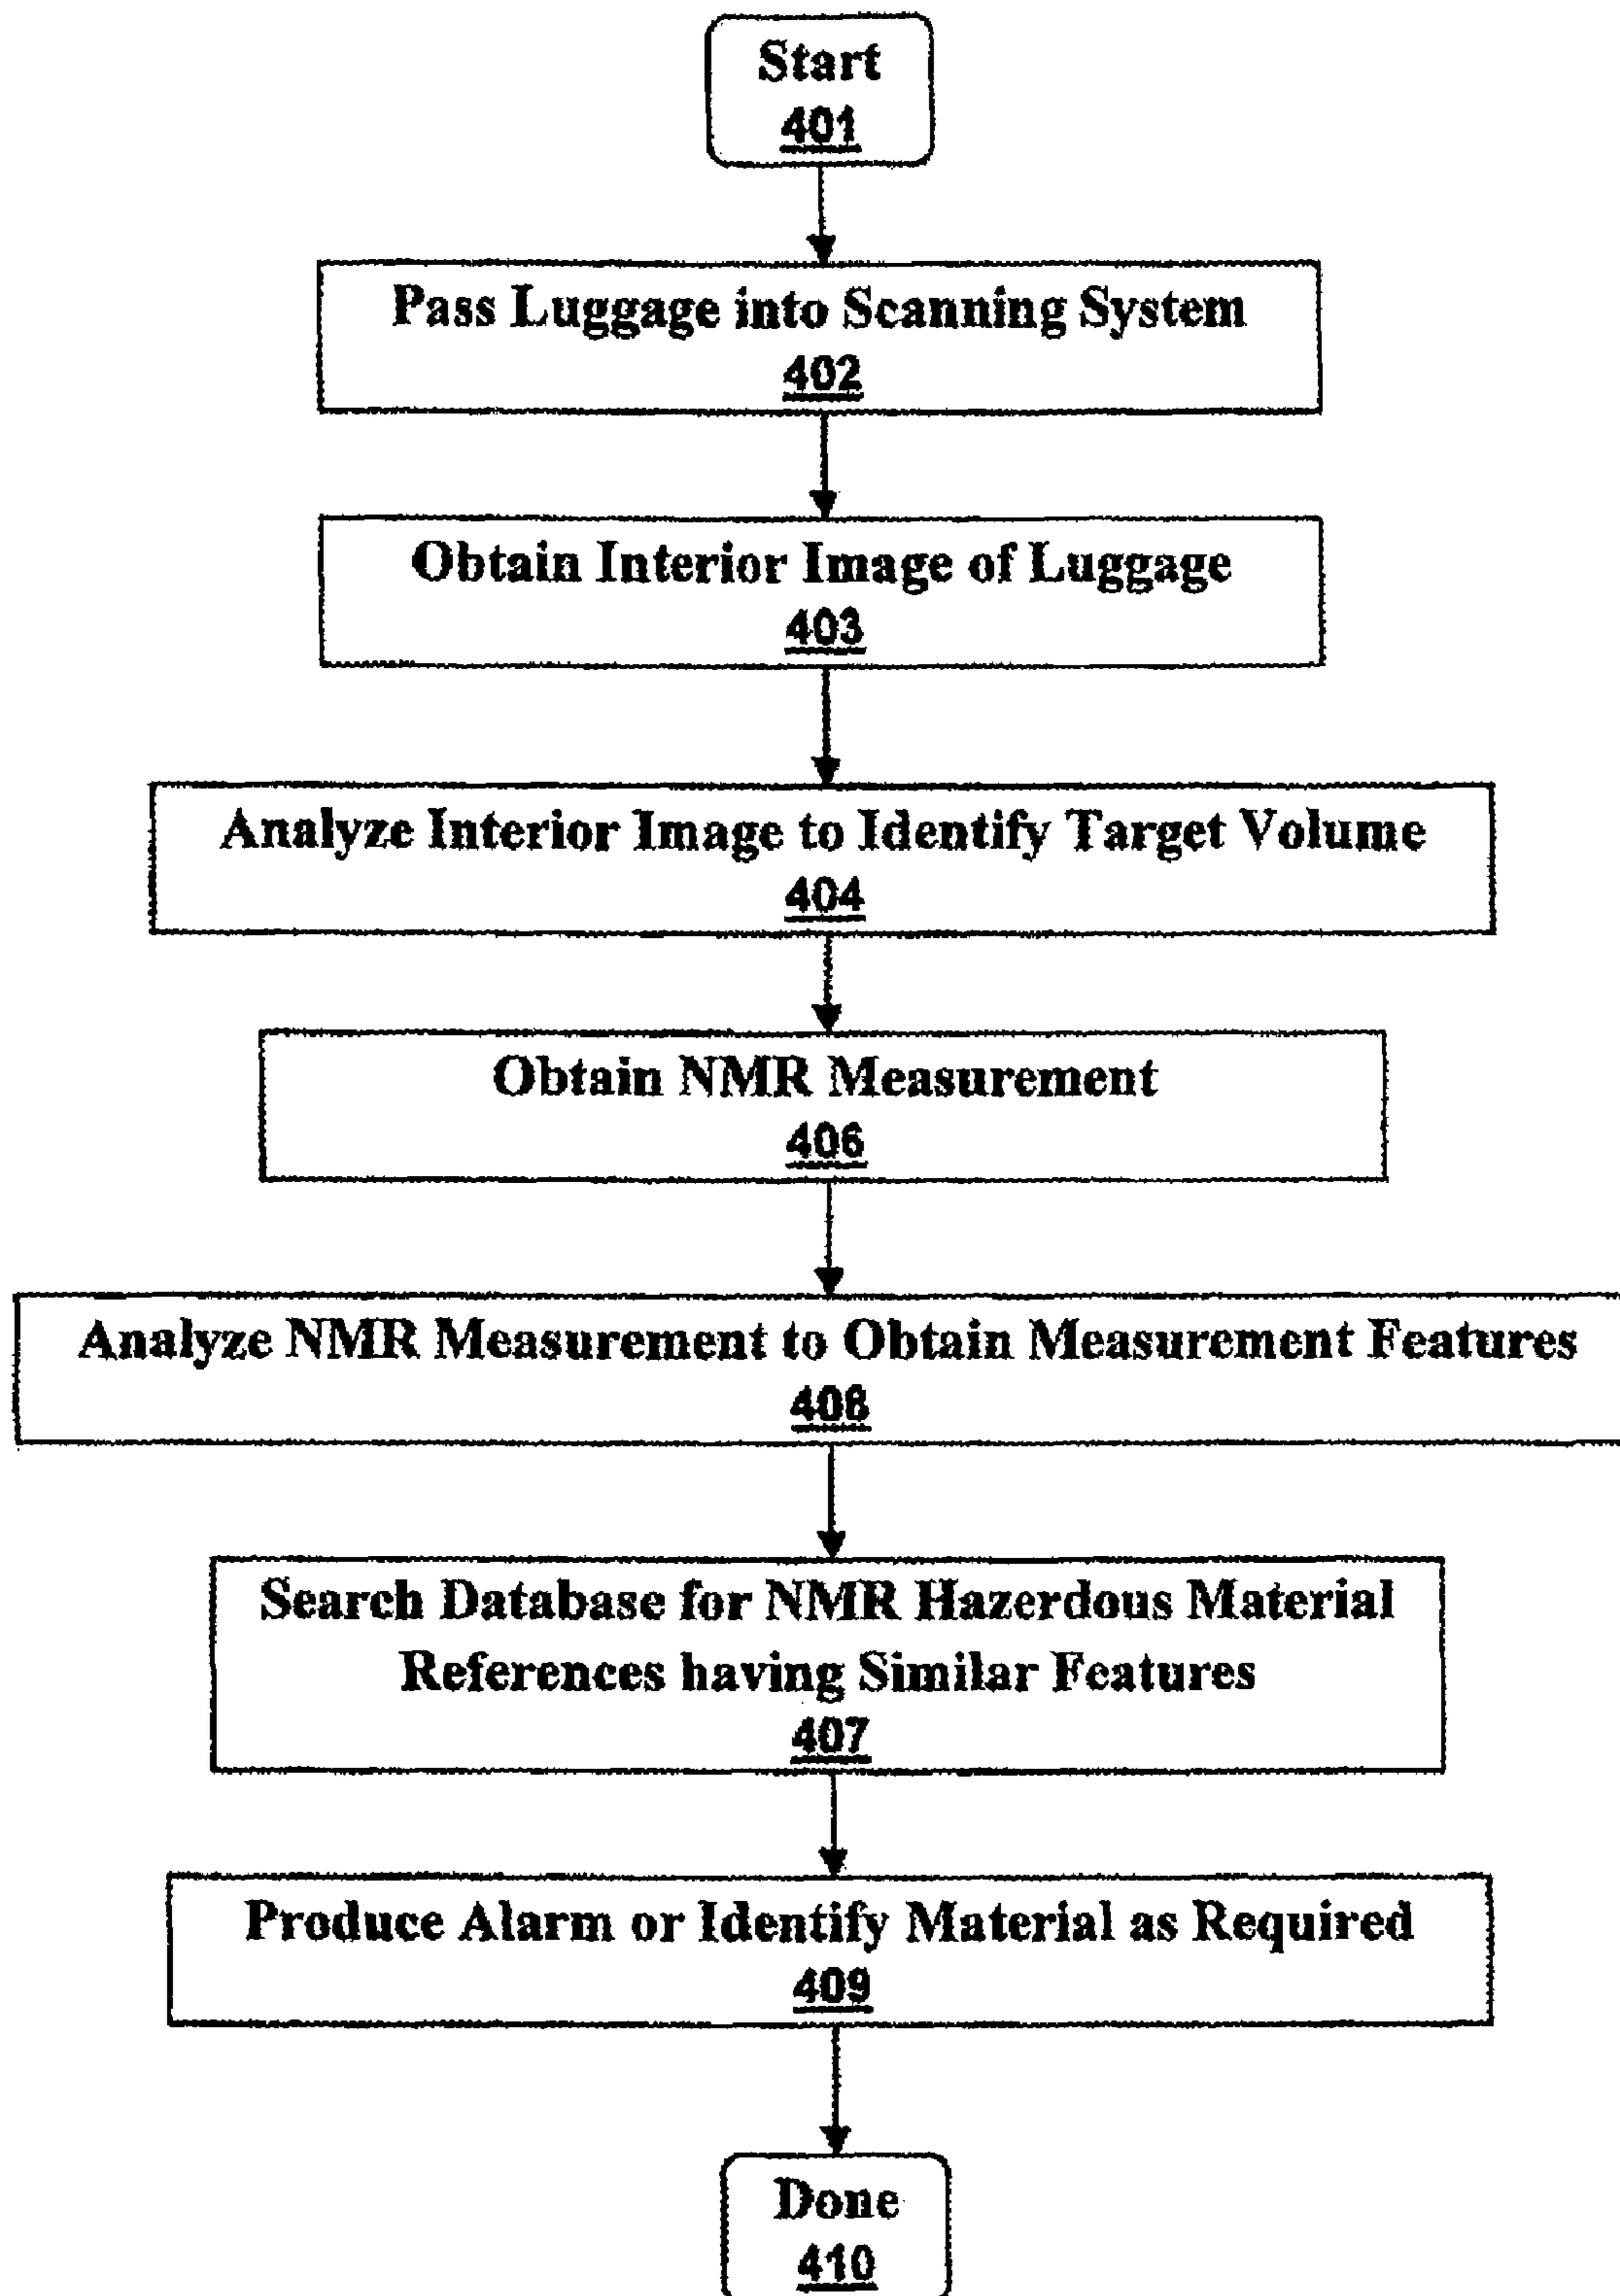 Start
401
Pass Luggage into Scanning System
402
Obtain Interior Image of Luggage
403
Analyze Interior Image to Identify Target Volume
404
Obtain NMR Measurement
406
Analyze NMR Measurement to Obtain Measurement Features
408
Search Database for NMR Hazerdous Material
References having Similar Features
407
Produce Alarm or Identify Material as Required
409
Done
410